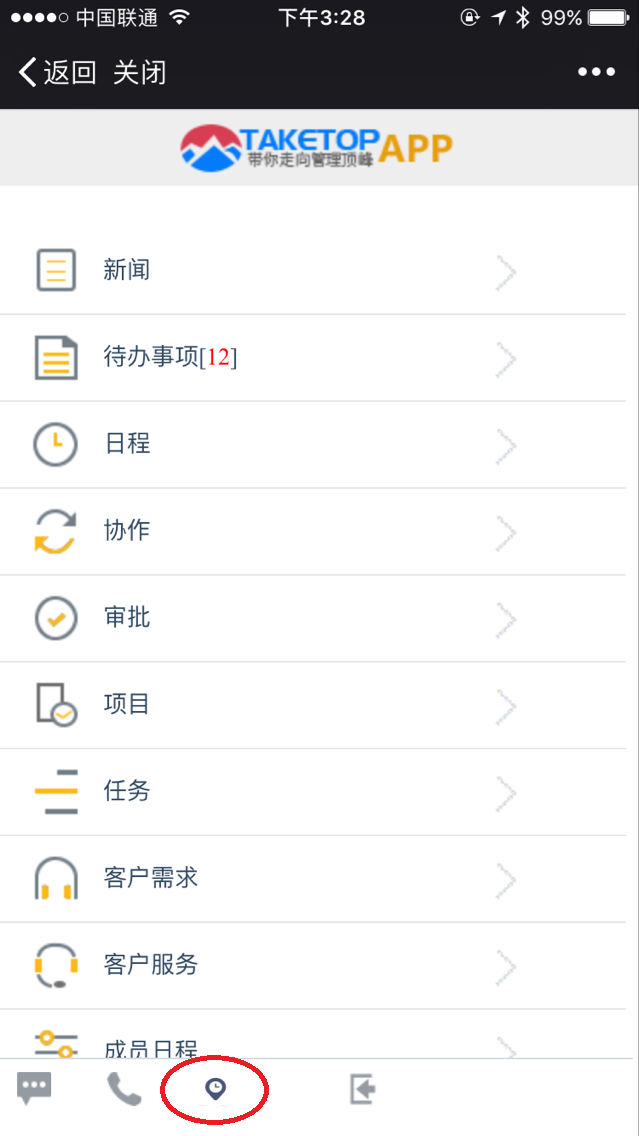 中国联通 下午3:28 99%
返回 关闭
TAKETOP APP
带你走向管理顶峰
新闻
待办事项[12]
日程
协作
审批
项目
任务
客户需求
客户服务
成员日程